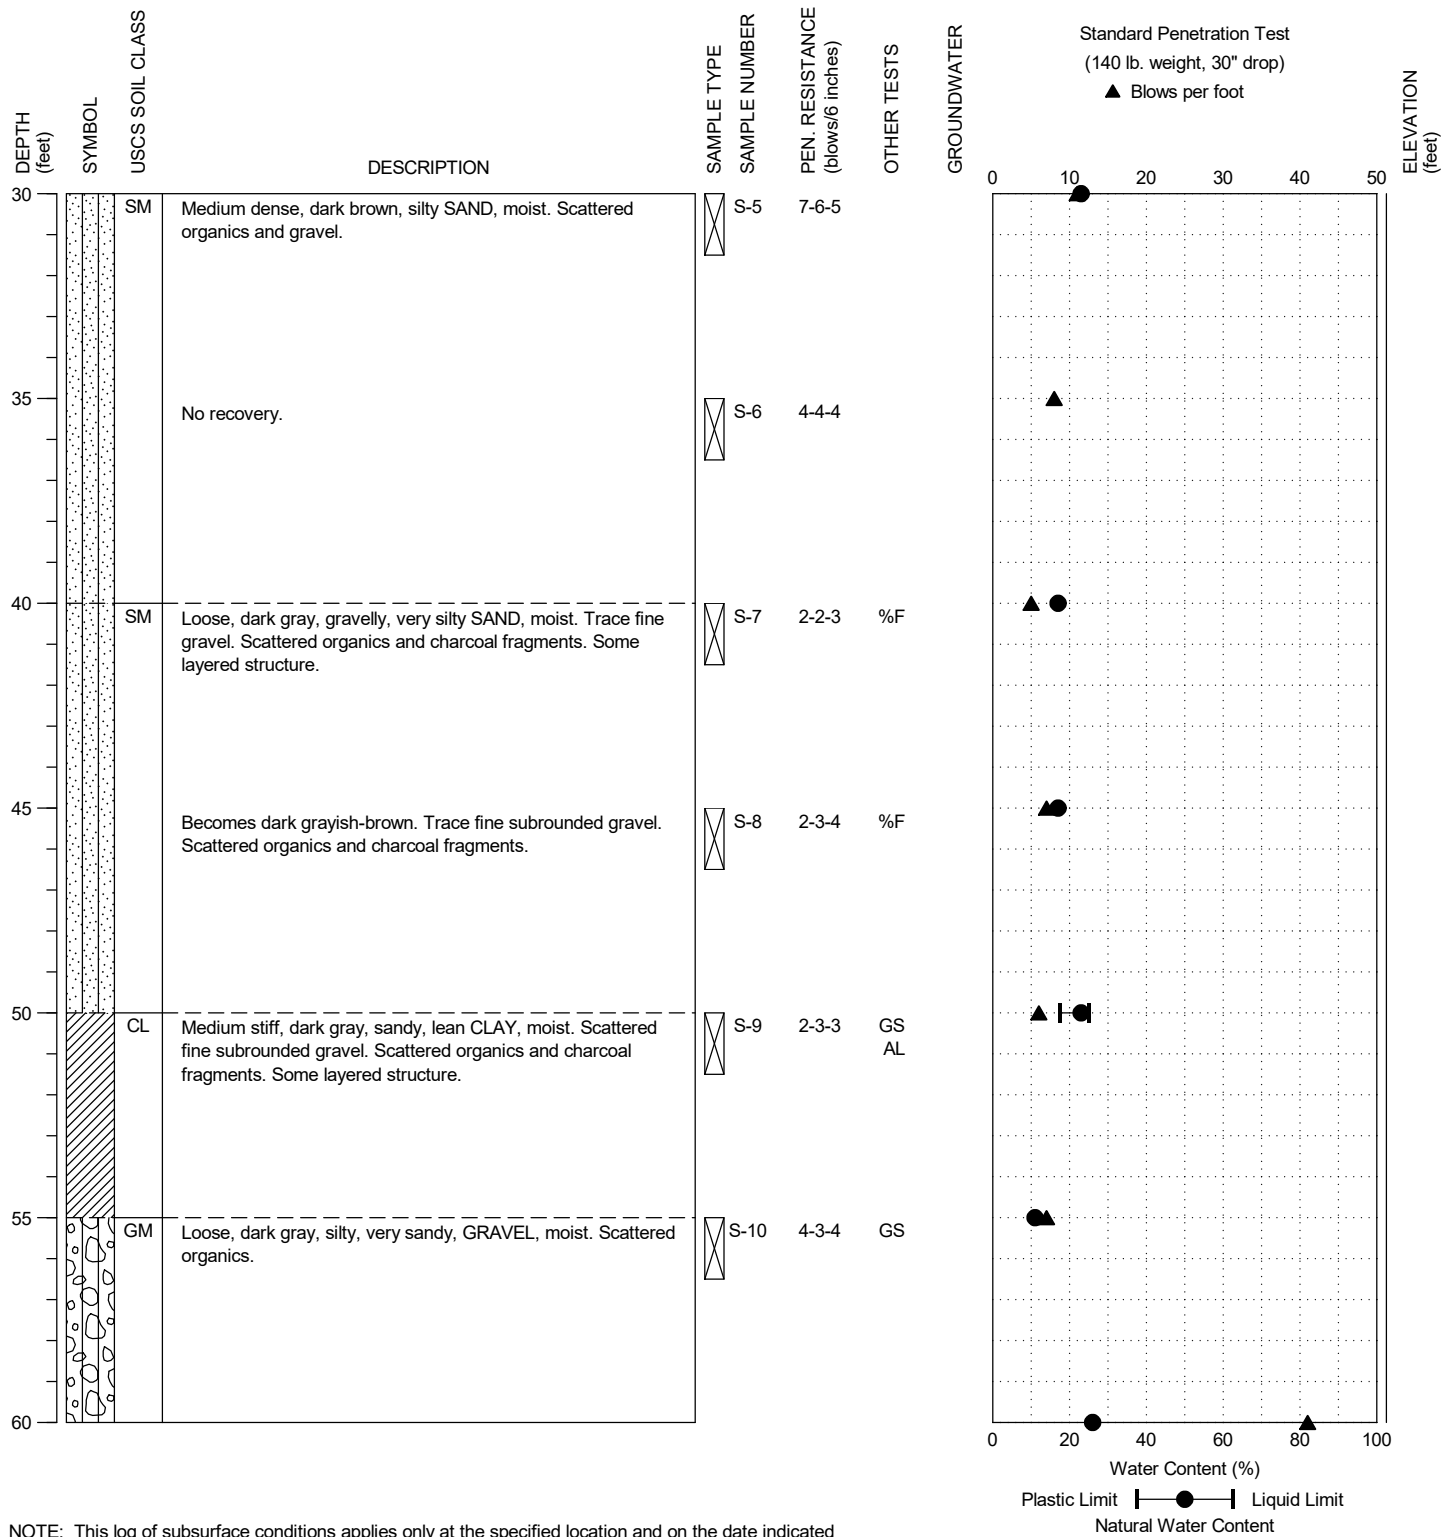 DEPTH
(feet)
SYMBOL
USCS SOIL CLASS
DESCRIPTION
SAMPLE TYPE
SAMPLE NUMBER
PEN. RESISTANCE
(blows/6 inches)
OTHER TESTS
GROUNDWATER
Standard Penetration Test
(140 lb. weight, 30" drop)
▲ Blows per foot
ELEVATION
(feet)
0 10 20 30 40 50
30
SM
Medium dense, dark brown, silty SAND, moist. Scattered
organics and gravel.
S-5
7-6-5
35
No recovery.
S-6
4-4-4
40
SM
Loose, dark gray, gravelly, very silty SAND, moist. Trace fine
gravel. Scattered organics and charcoal fragments. Some
layered structure.
S-7
2-2-3
%F
45
Becomes dark grayish-brown. Trace fine subrounded gravel.
Scattered organics and charcoal fragments.
S-8
2-3-4
%F
50
CL
Medium stiff, dark gray, sandy, lean CLAY, moist. Scattered
fine subrounded gravel. Scattered organics and charcoal
fragments. Some layered structure.
S-9
2-3-3
GS
AL
55
GM
Loose, dark gray, silty, very sandy, GRAVEL, moist. Scattered
organics.
S-10
4-3-4
GS
60
0 20 40 60 80 100
Water Content (%)
Plastic Limit Liquid Limit
Natural Water Content
NOTE: This log of subsurface conditions applies only at the specified location and on the date indicated